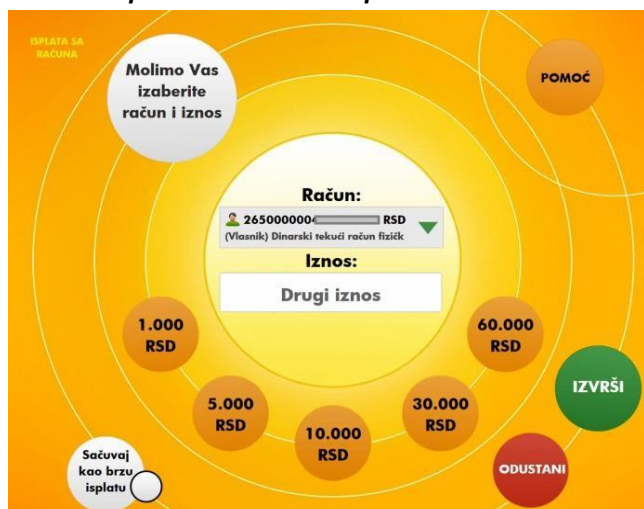 ISPLATA SA
RAČUNA
Molimo Vas
izaberite
račun i iznos
POMOĆ
Račun:
2650000004 RSD
(Vlasnik) Dinarski tekući račun fizičk
Iznos:
Drugi iznos
1.000
RSD
5.000
RSD
10.000
RSD
30.000
RSD
60.000
RSD
IZVRŠI
ODUSTANI
Sačuvaj
kao brzu
isplatu